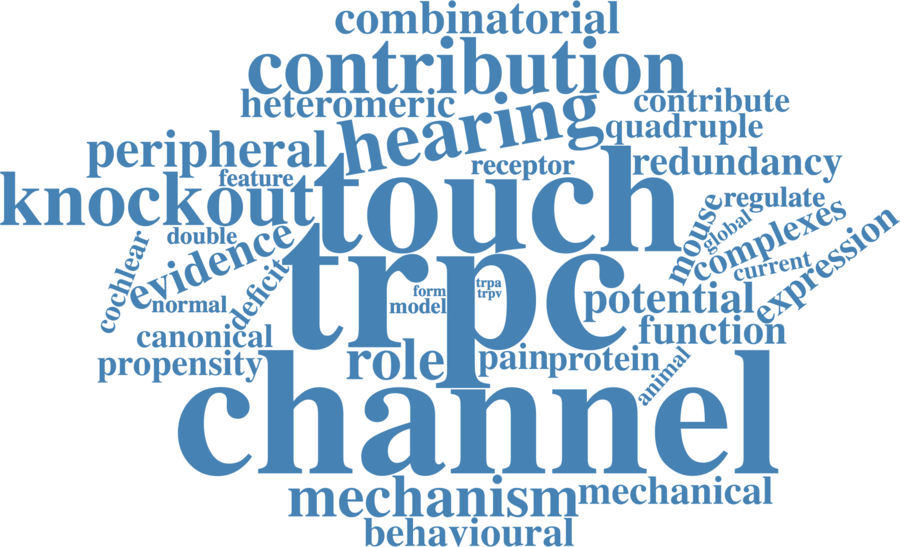 combinatorial
contribution
heteromeric
contribute
hearing
quadruple
peripheral
receptor
redundancy
feature
knockout
touch
mouse
regulate
global
double
evidence
complexes
cochlear
deficit
current
expression
normal
trpc
form
model
trpa
trpv
potential
canonical
function
propensity
role
pain
protein
animal
channel
mechanism
mechanical
behavioural